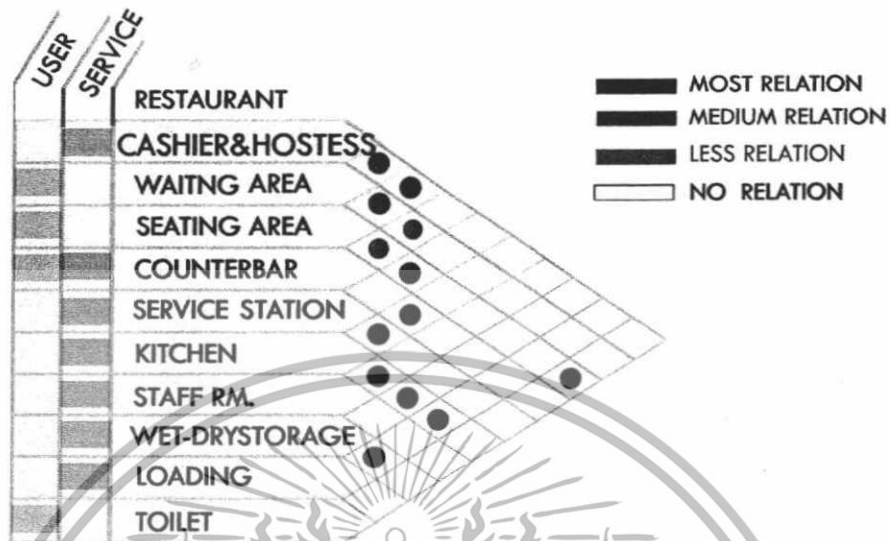 USER
SERVICE
RESTAURANT
CASHIER&HOSTESS
WAITNG AREA
SEATING AREA
COUNTERBAR
SERVICE STATION
KITCHEN
STAFF RM.
WET-DRYSTORAGE
LOADING
TOILET
MOST RELATION
MEDIUM RELATION
LESS RELATION
NO RELATION